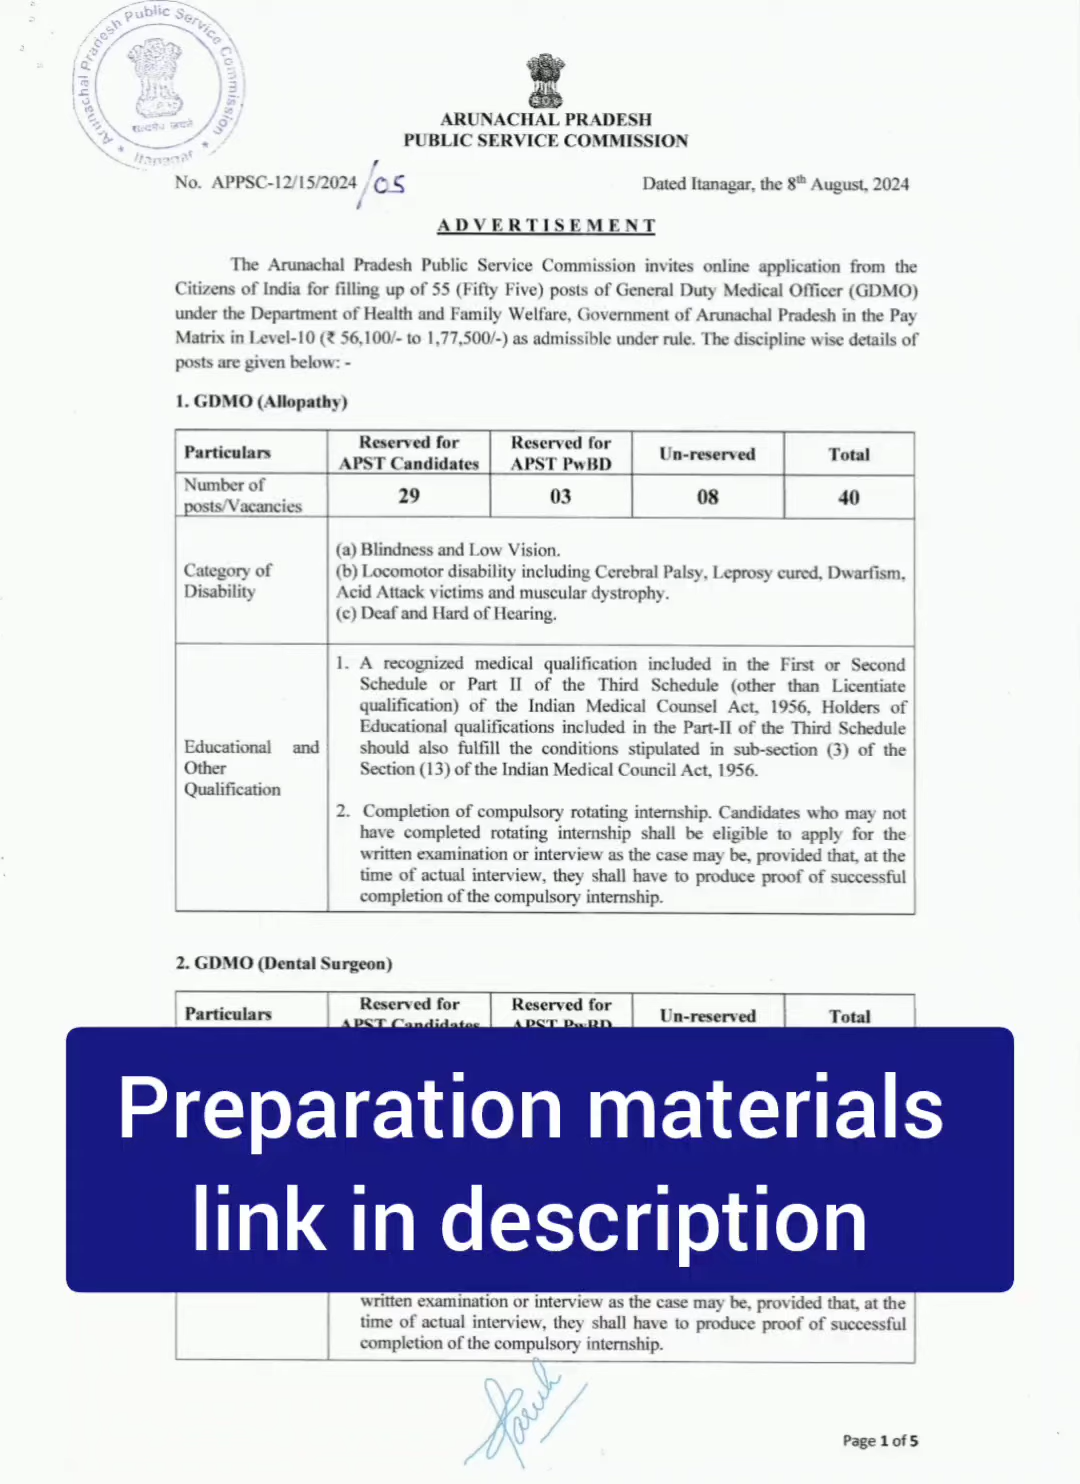 Arunachal Pradesh Public Service Commission
Itanagar
सत्यमेव जयते
ARUNACHAL PRADESH
PUBLIC SERVICE COMMISSION
No. APPSC-12/15/2024 /05
Dated Itanagar, the 8th August, 2024
ADVERTISEMENT
The Arunachal Pradesh Public Service Commission invites online application from the
Citizens of India for filling up of 55 (Fifty Five) posts of General Duty Medical Officer (GDMO)
under the Department of Health and Family Welfare, Government of Arunachal Pradesh in the Pay
Matrix in Level-10 (₹ 56,100/- to 1,77,500/-) as admissible under rule. The discipline wise details of
posts are given below: -
1. GDMO (Allopathy)
Particulars
Reserved for
APST Candidates
Reserved for
APST PwBD
Un-reserved
Total
Number of
posts/Vacancies
29
03
08
40
Category of
Disability
(a) Blindness and Low Vision.
(b) Locomotor disability including Cerebral Palsy, Leprosy cured, Dwarfism,
Acid Attack victims and muscular dystrophy.
(c) Deaf and Hard of Hearing.
Educational and
Other
Qualification
1. A recognized medical qualification included in the First or Second
Schedule or Part II of the Third Schedule (other than Licentiate
qualification) of the Indian Medical Counsel Act, 1956, Holders of
Educational qualifications included in the Part-II of the Third Schedule
should also fulfill the conditions stipulated in sub-section (3) of the
Section (13) of the Indian Medical Council Act, 1956.
2. Completion of compulsory rotating internship. Candidates who may not
have completed rotating internship shall be eligible to apply for the
written examination or interview as the case may be, provided that, at the
time of actual interview, they shall have to produce proof of successful
completion of the compulsory internship.
2. GDMO (Dental Surgeon)
Particulars
Reserved for
APST Candidates
Reserved for
APST PwBD
Un-reserved
Total
Preparation materials
link in description
written examination or interview as the case may be, provided that, at the
time of actual interview, they shall have to produce proof of successful
completion of the compulsory internship.
Page 1 of 5